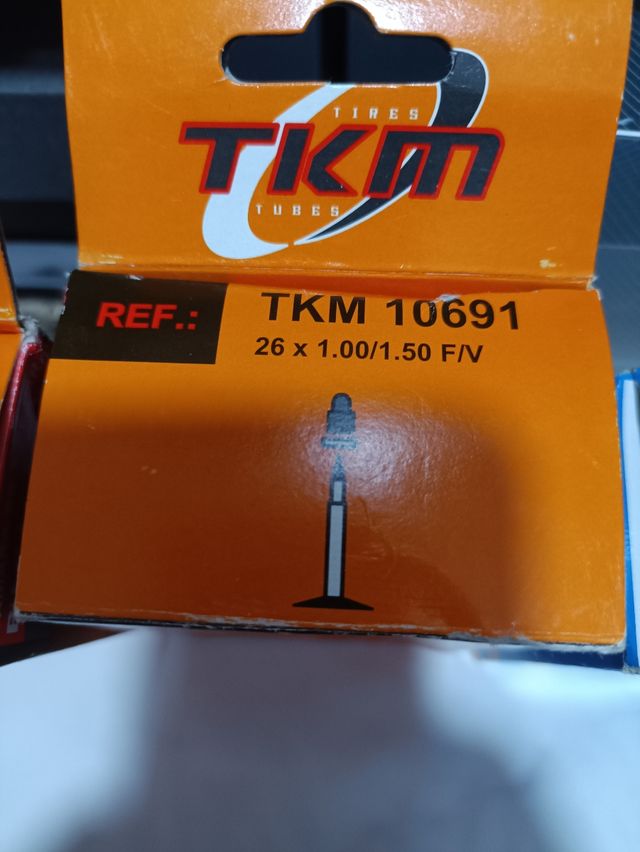 TIRES
TKM
TUBES
REF.:
TKM 10691
26 x 1.00/1.50 F/V